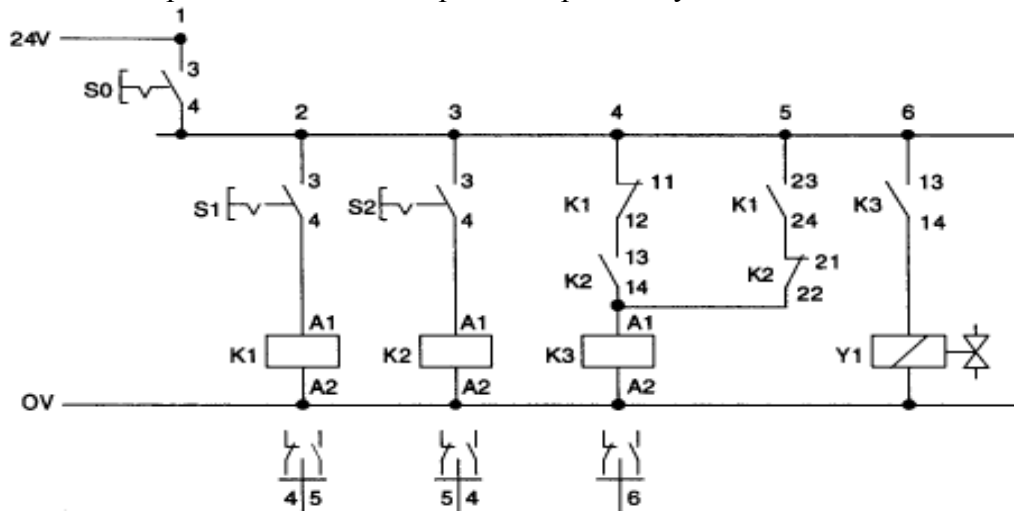 1
24V
3
S0
4
2 3 4 5 6
3 3 11 23 13
S1 S2 K1 K1 K3
4 4 12 24 14
13 21
K2 K2
14 22
A1 A1 A1
K1 K2 K3 Y1
A2 A2 A2
0V
4 5 5 4 6